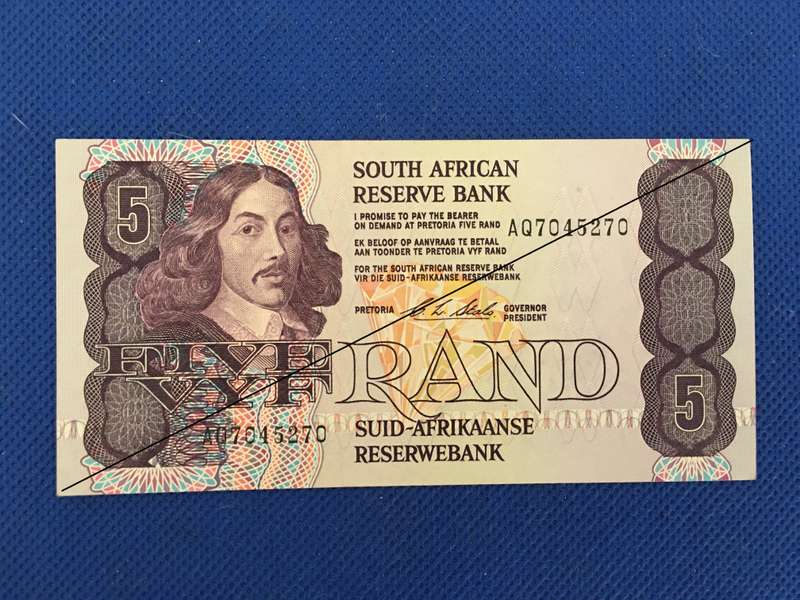 SOUTH AFRICAN
RESERVE BANK
5
I PROMISE TO PAY THE BEARER
ON DEMAND AT PRETORIA FIVE RAND
AQ7045270
EK BELOOF OP AANVRAAG TE BETAAL
AAN TOONDER TE PRETORIA VYF RAND
FOR THE SOUTH AFRICAN RESERVE BANK
VIR DIE SUID-AFRIKAANSE RESERWEBANK
PRETORIA
GOVERNOR
PRESIDENT
FIVE
VYF
RAND
5
AQ7045270
SUID-AFRIKAANSE
RESERWEBANK